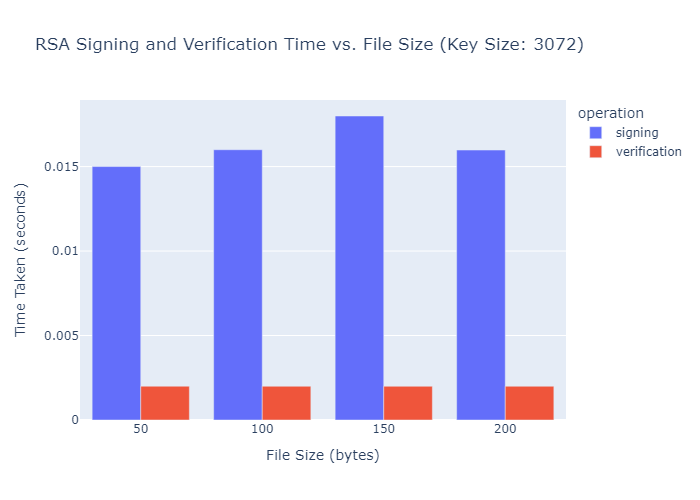 RSA Signing and Verification Time vs. File Size (Key Size: 3072)
operation
signing
verification
0.015
0.01
0.005
0
Time Taken (seconds)
50 100 150 200
File Size (bytes)